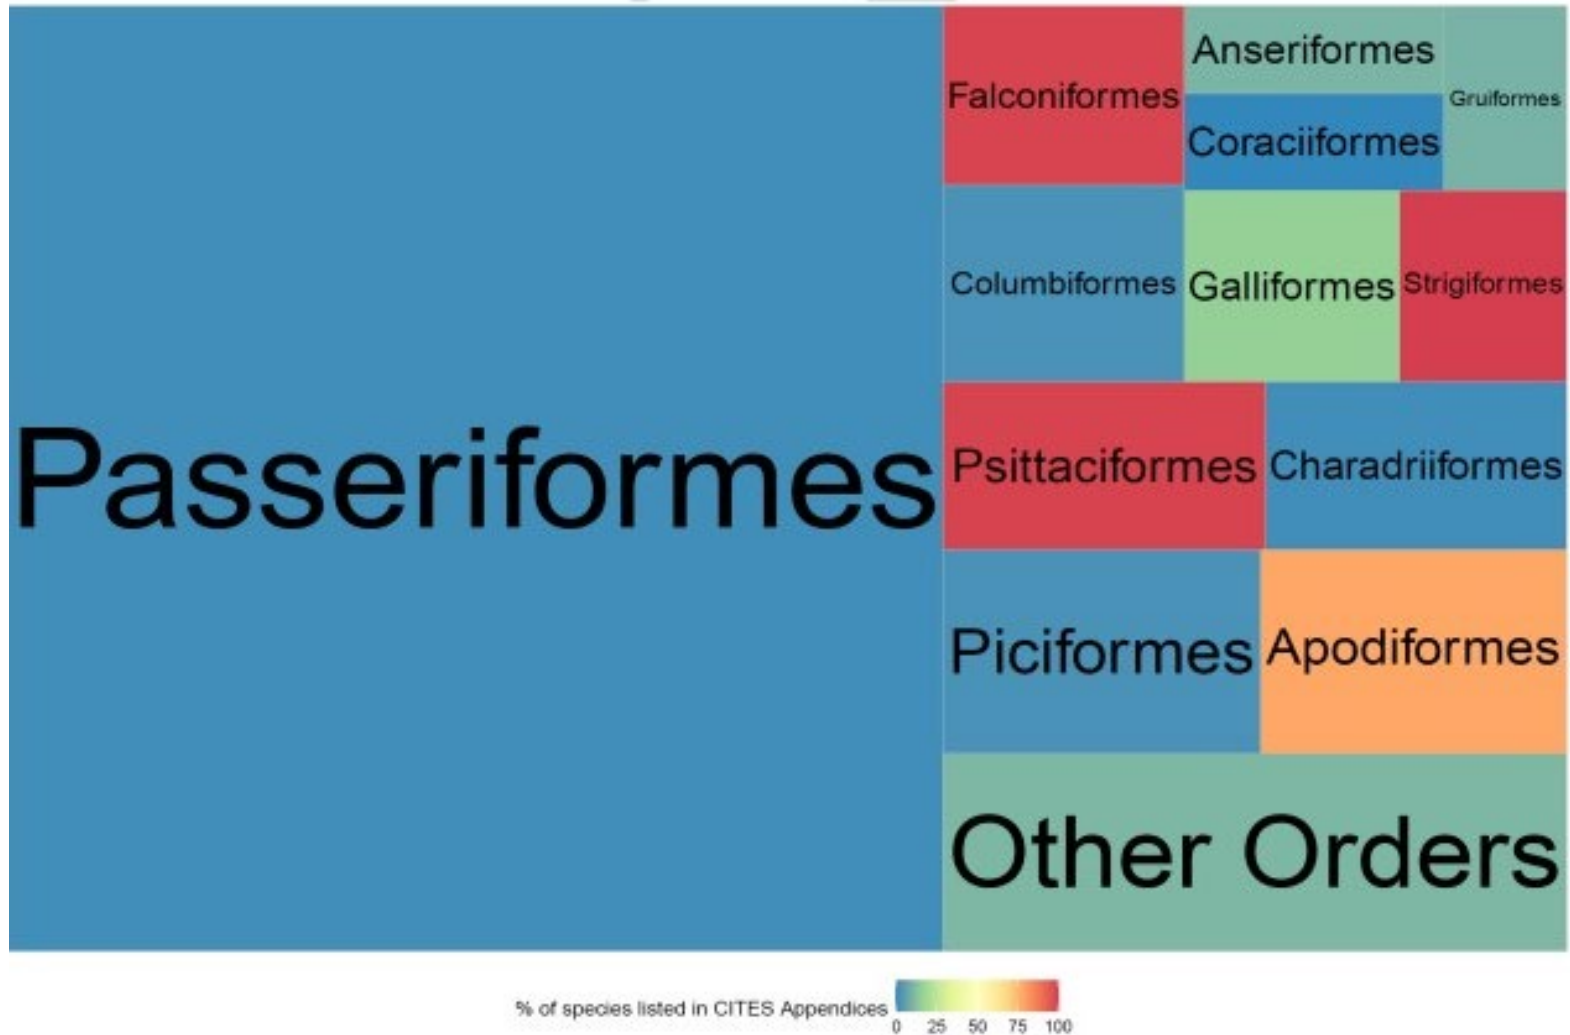 Passeriformes
Falconiformes
Anseriformes
Gruiformes
Coraciiformes
Columbiformes
Galliformes
Strigiformes
Psittaciformes
Charadriiformes
Piciformes
Apodiformes
Other Orders
% of species listed in CITES Appendices
0 25 50 75 100